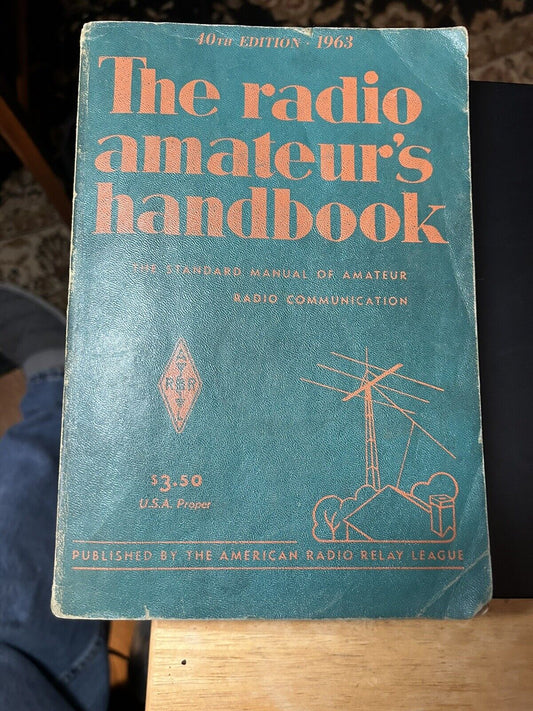 40TH EDITION · 1963
The radio
amateur's
handbook
THE STANDARD MANUAL OF AMATEUR
RADIO COMMUNICATION
A
R R
L
$3.50
U.S.A. Proper
PUBLISHED BY THE AMERICAN RADIO RELAY LEAGUE